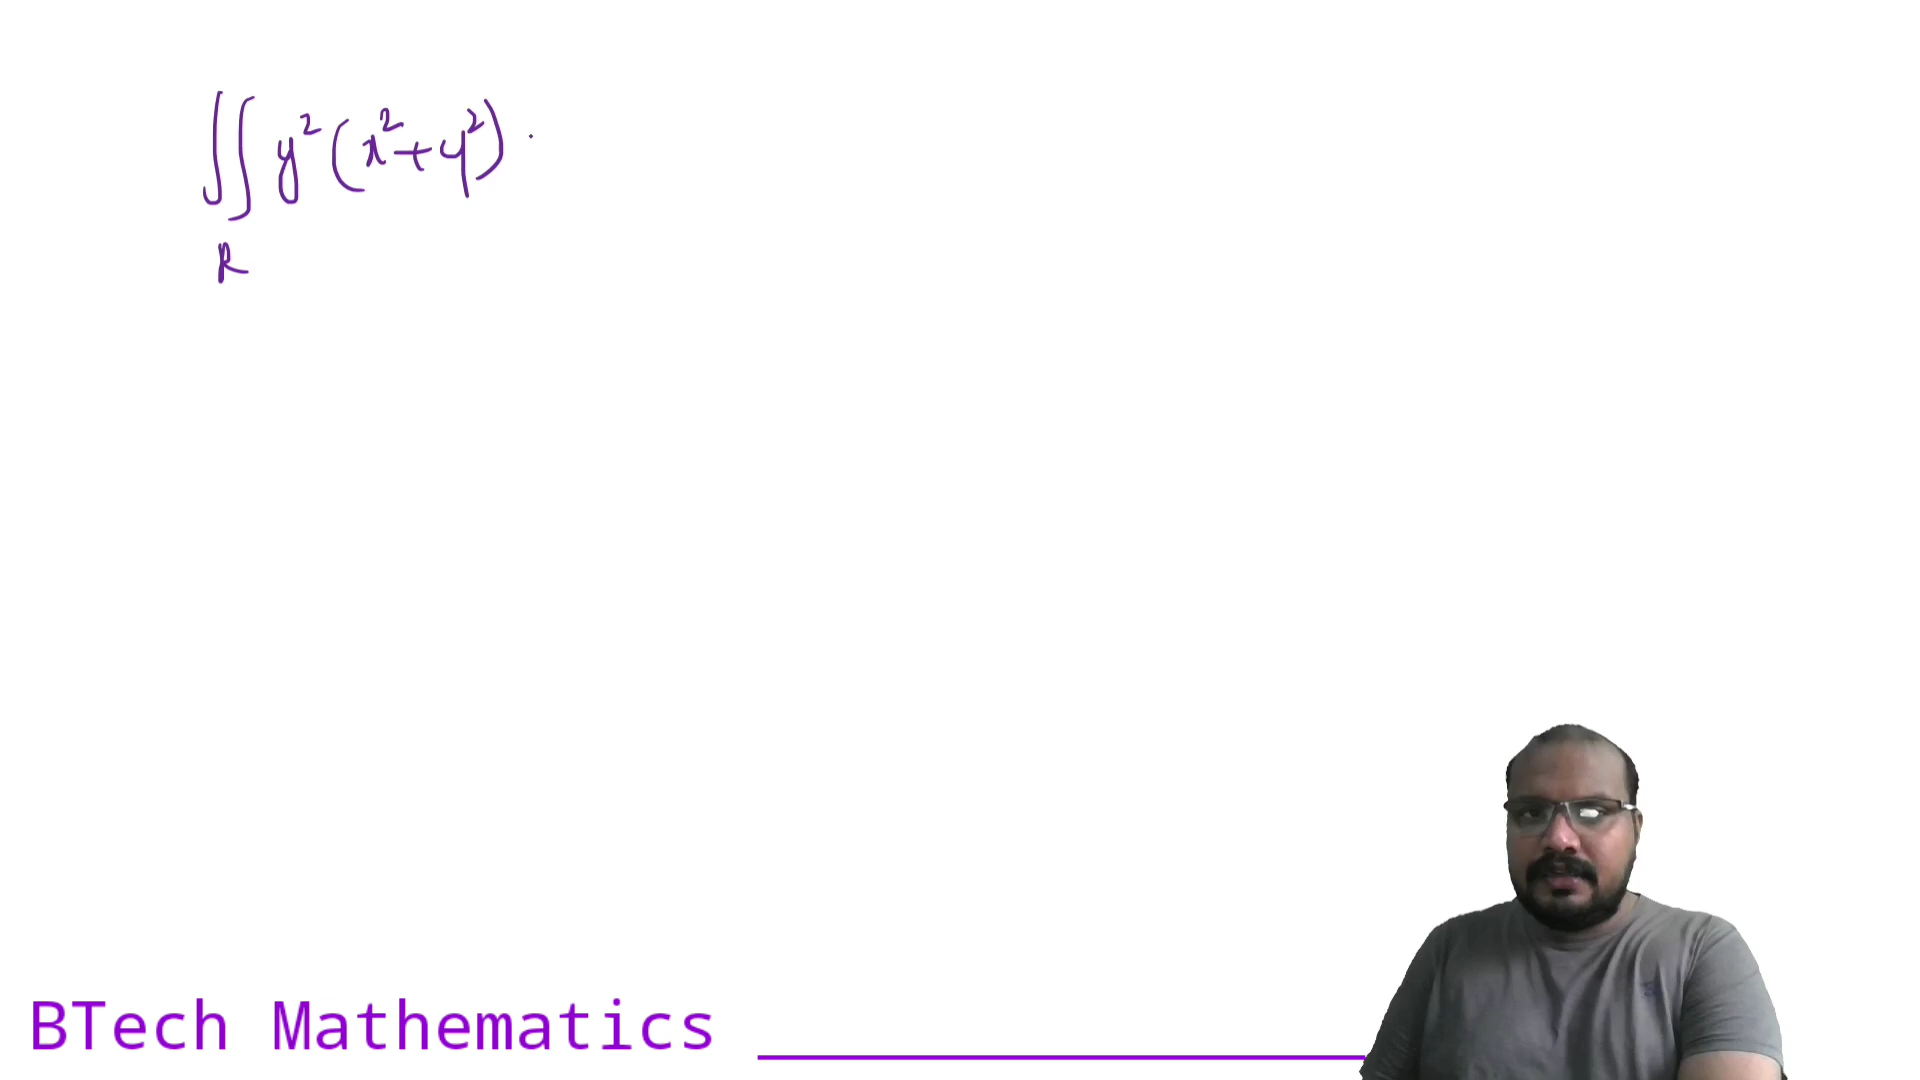 ∬ y² (x² + y²) ·
R
BTech Mathematics